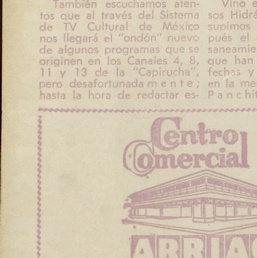 También escuchamos aten-
tos que al través del Sistema
de TV Cultural de México
nos llegará el "ondón" nuevo
de algunos programas que se
originen en los Canales 4, 8,
11 y 13 de la "Capirucha",
pero desafortunadamente;
hasta la hora de redactar es-
Vino e
sos Hidrá
supimos
pués el
saneamie
que han
fechas y
en la me
Panchit
Centro
Comercial
ARRIAG